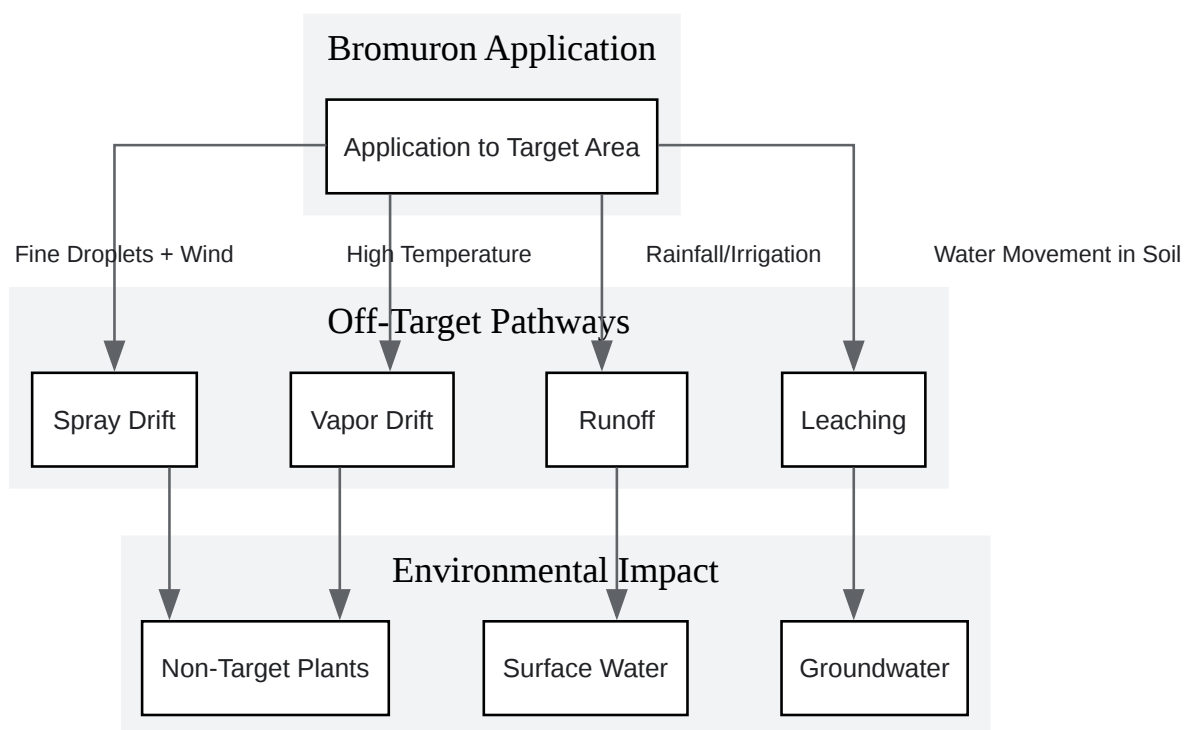 Bromuron Application
Application to Target Area
Fine Droplets + Wind
High Temperature
Rainfall/Irrigation
Water Movement in Soil
Off-Target Pathways
Spray Drift
Vapor Drift
Runoff
Leaching
Environmental Impact
Non-Target Plants
Surface Water
Groundwater